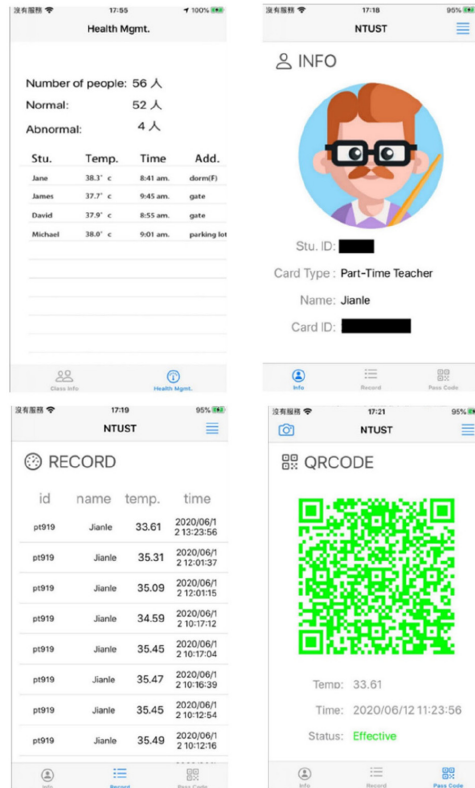 沒有服務 17:55 100%
Health Mgmt.
Number of people: 56 人
Normal: 52 人
Abnormal: 4 人
Stu. Temp. Time Add.
Jane 38.3° c 8:41 am. dorm(F)
James 37.7° c 9:45 am. gate
David 37.9° c 8:55 am. gate
Michael 38.0° c 9:01 am. parking lot
Class Info Health Mgmt.
沒有服務 17:18 95%
NTUST
INFO
Stu. ID:
Card Type : Part-Time Teacher
Name: Jianle
Card ID:
Info Record Pass Code
沒有服務 17:19 95%
NTUST
RECORD
id name temp. time
pt919 Jianle 33.61 2020/06/1
2 13:23:56
pt919 Jianle 35.31 2020/06/1
2 12:01:37
pt919 Jianle 35.09 2020/06/1
2 12:01:15
pt919 Jianle 34.59 2020/06/1
2 10:17:12
pt919 Jianle 35.45 2020/06/1
2 10:17:04
pt919 Jianle 35.47 2020/06/1
2 10:16:39
pt919 Jianle 35.45 2020/06/1
2 10:12:54
pt919 Jianle 35.49 2020/06/1
2 10:12:16
Info Record Pass Code
沒有服務 17:21 95%
NTUST
QRCODE
Temp: 33.61
Time: 2020/06/12 11:23:56
Status: Effective
Info Record Pass Code